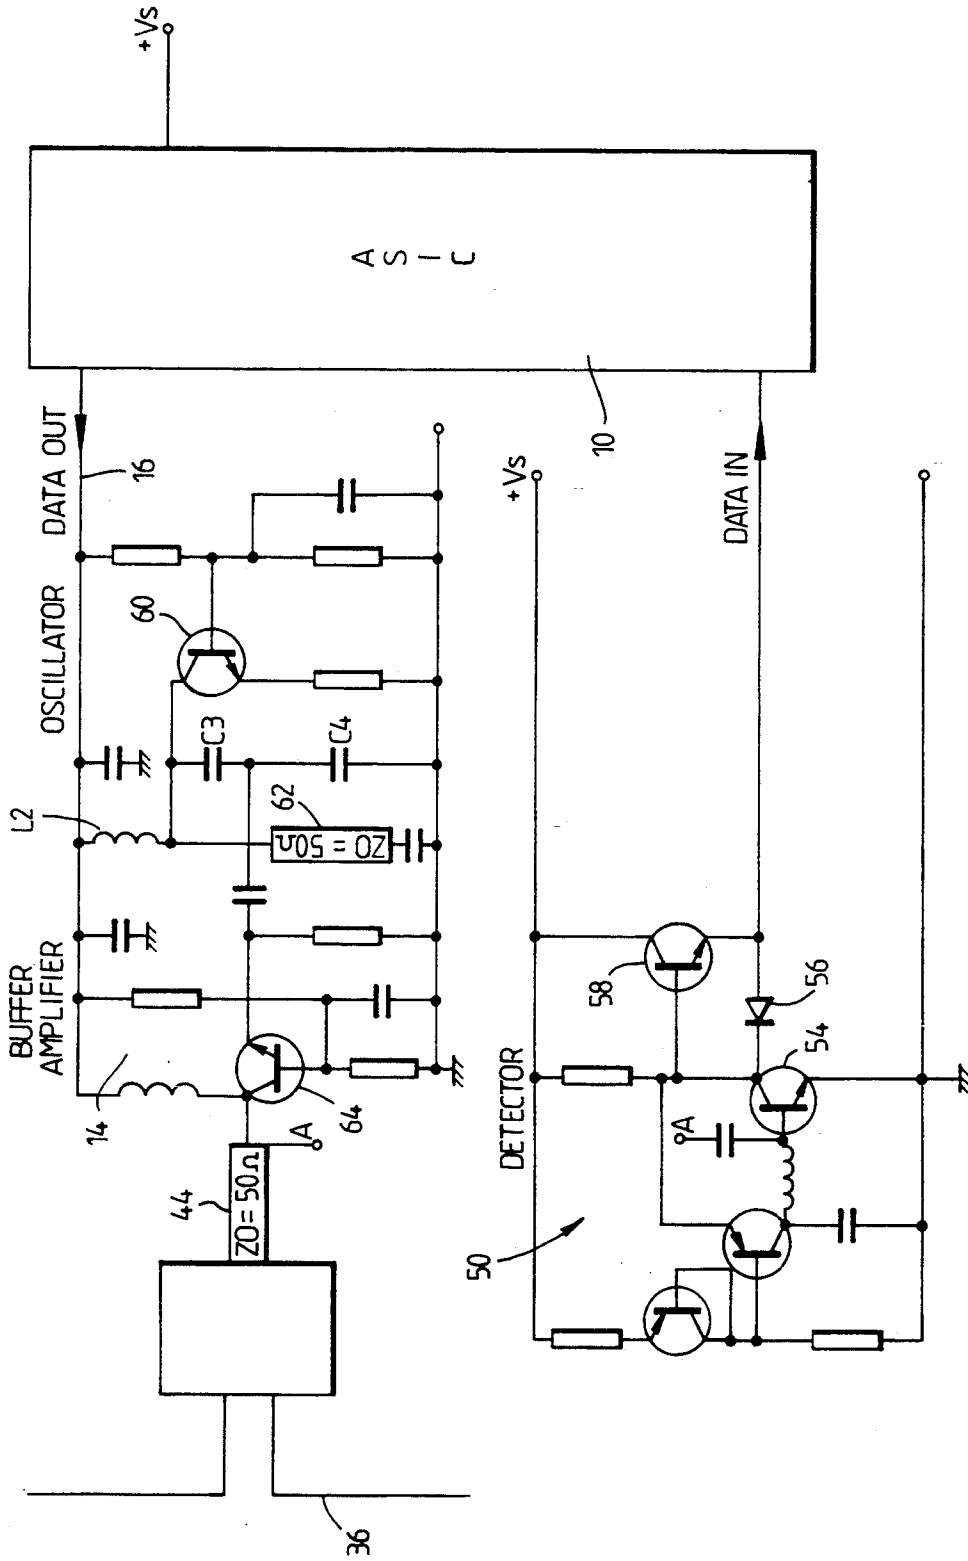 +Vs
ASIC
10
DATA OUT
16
OSCILLATOR
60
C3
C4
L2
62
ZO = 50Ω
BUFFER
AMPLIFIER
14
64
A
44
ZO = 50Ω
36
+Vs
DATA IN
58
56
54
DETECTOR
A
50